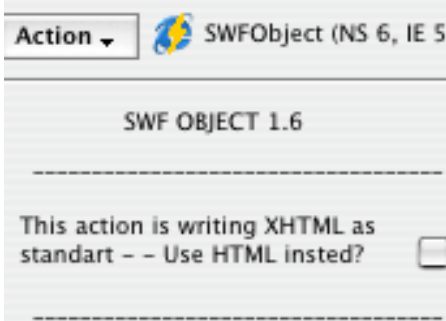 Action SWFObject (NS 6, IE 5
SWF OBJECT 1.6
----------------------------------
This action is writing XHTML as
standart - - Use HTML insted?
----------------------------------